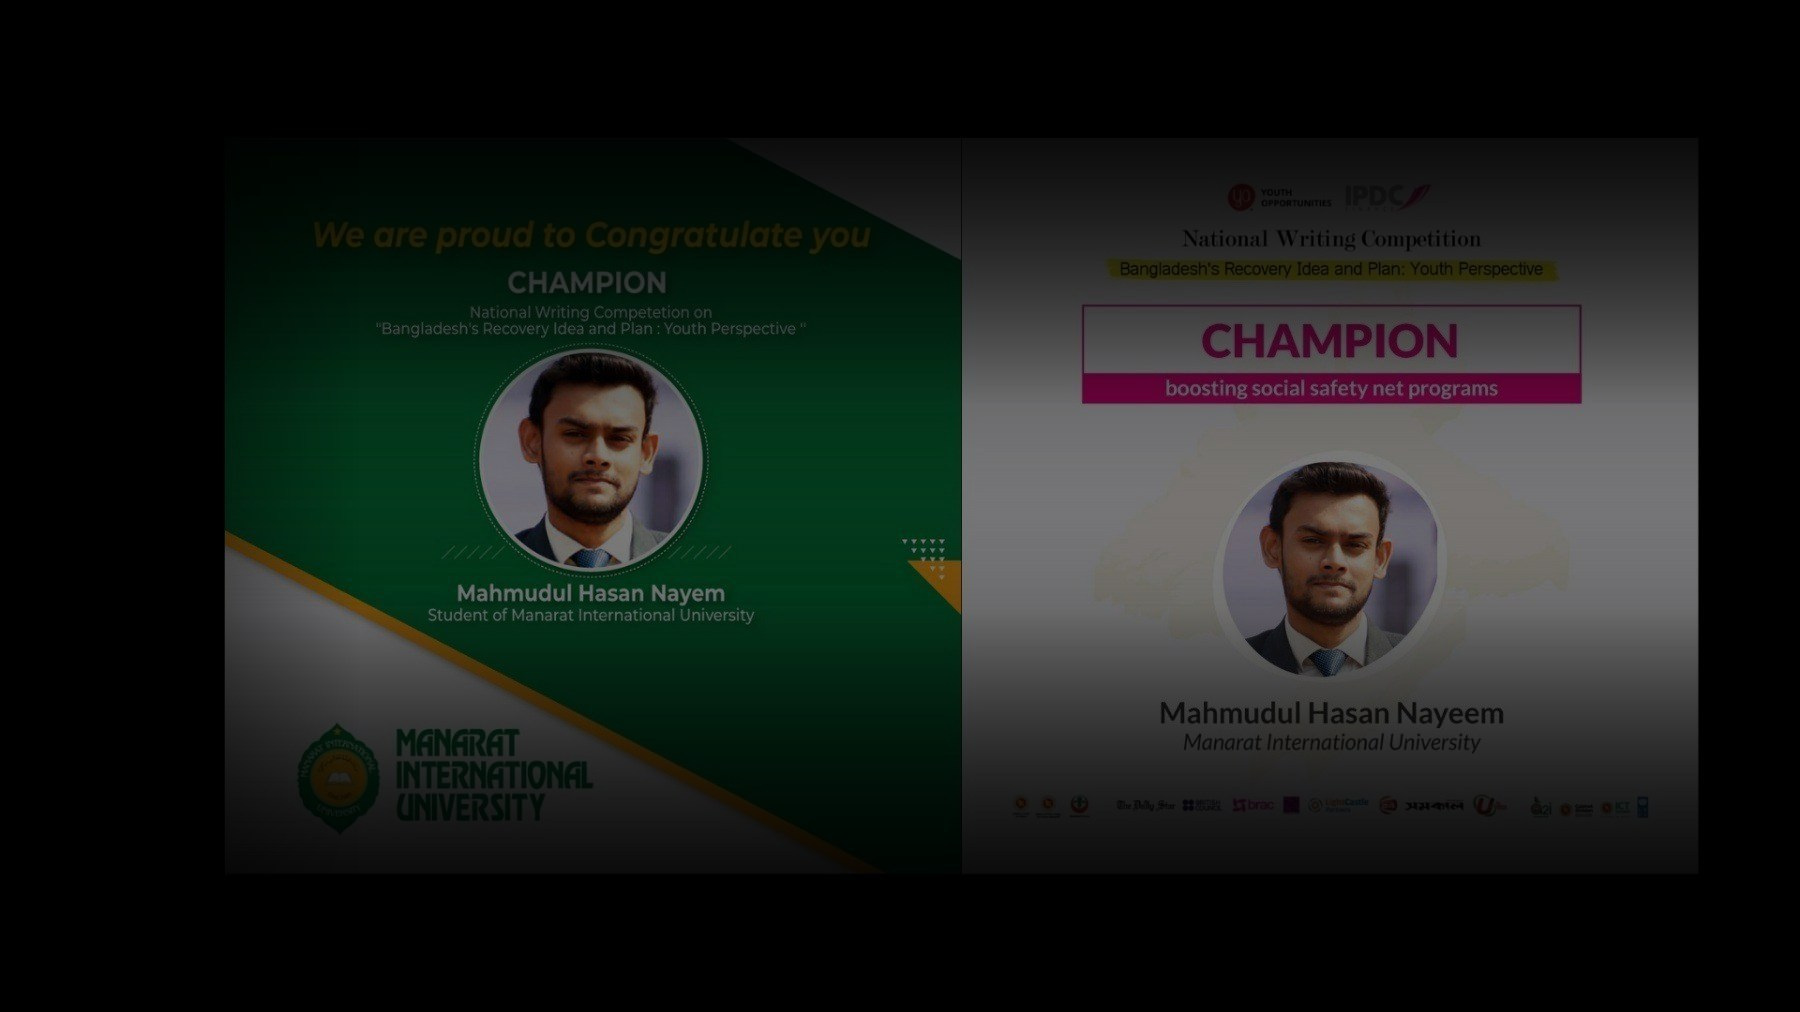 We are proud to Congratulate you
CHAMPION
National Writing Competetion on
"Bangladesh's Recovery Idea and Plan : Youth Perspective "
Mahmudul Hasan Nayem
Student of Manarat International University
MANARAT
INTERNATIONAL
UNIVERSITY
YOUTH
OPPORTUNITIES
IPDC
National Writing Competition
Bangladesh's Recovery Idea and Plan: Youth Perspective
CHAMPION
boosting social safety net programs
Mahmudul Hasan Nayeem
Manarat International University
The Daily Star
brac
সমকাল